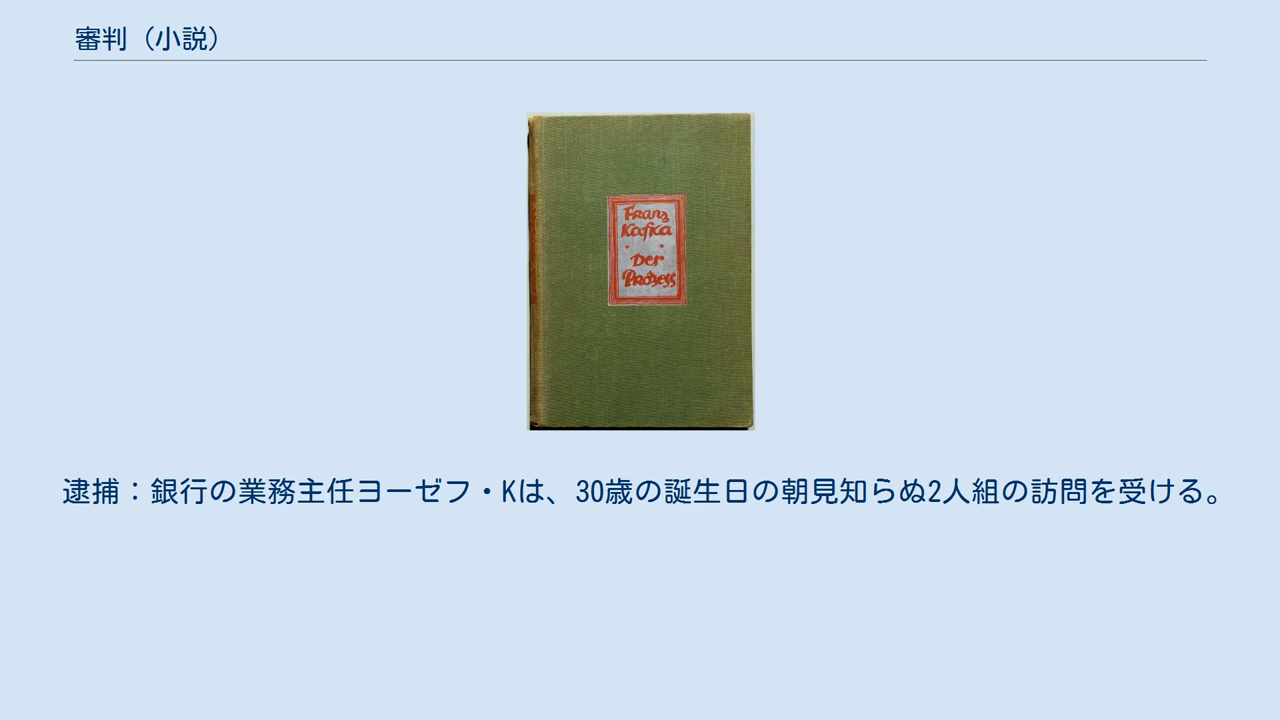 審判（小説）
Franz
Kafka
Der
Prozess
逮捕：銀行の業務主任ヨーゼフ・Kは、30歳の誕生日の朝見知らぬ2人組の訪問を受ける。